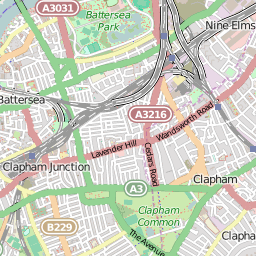 A3031
Battersea
Park
Nine Elms
Battersea
A3216
Wandsworth Road
Lavender Hill
Cedars Road
Clapham Junction
Clapham
A3
Clapham
Common
B229
The Avenue
Clapha